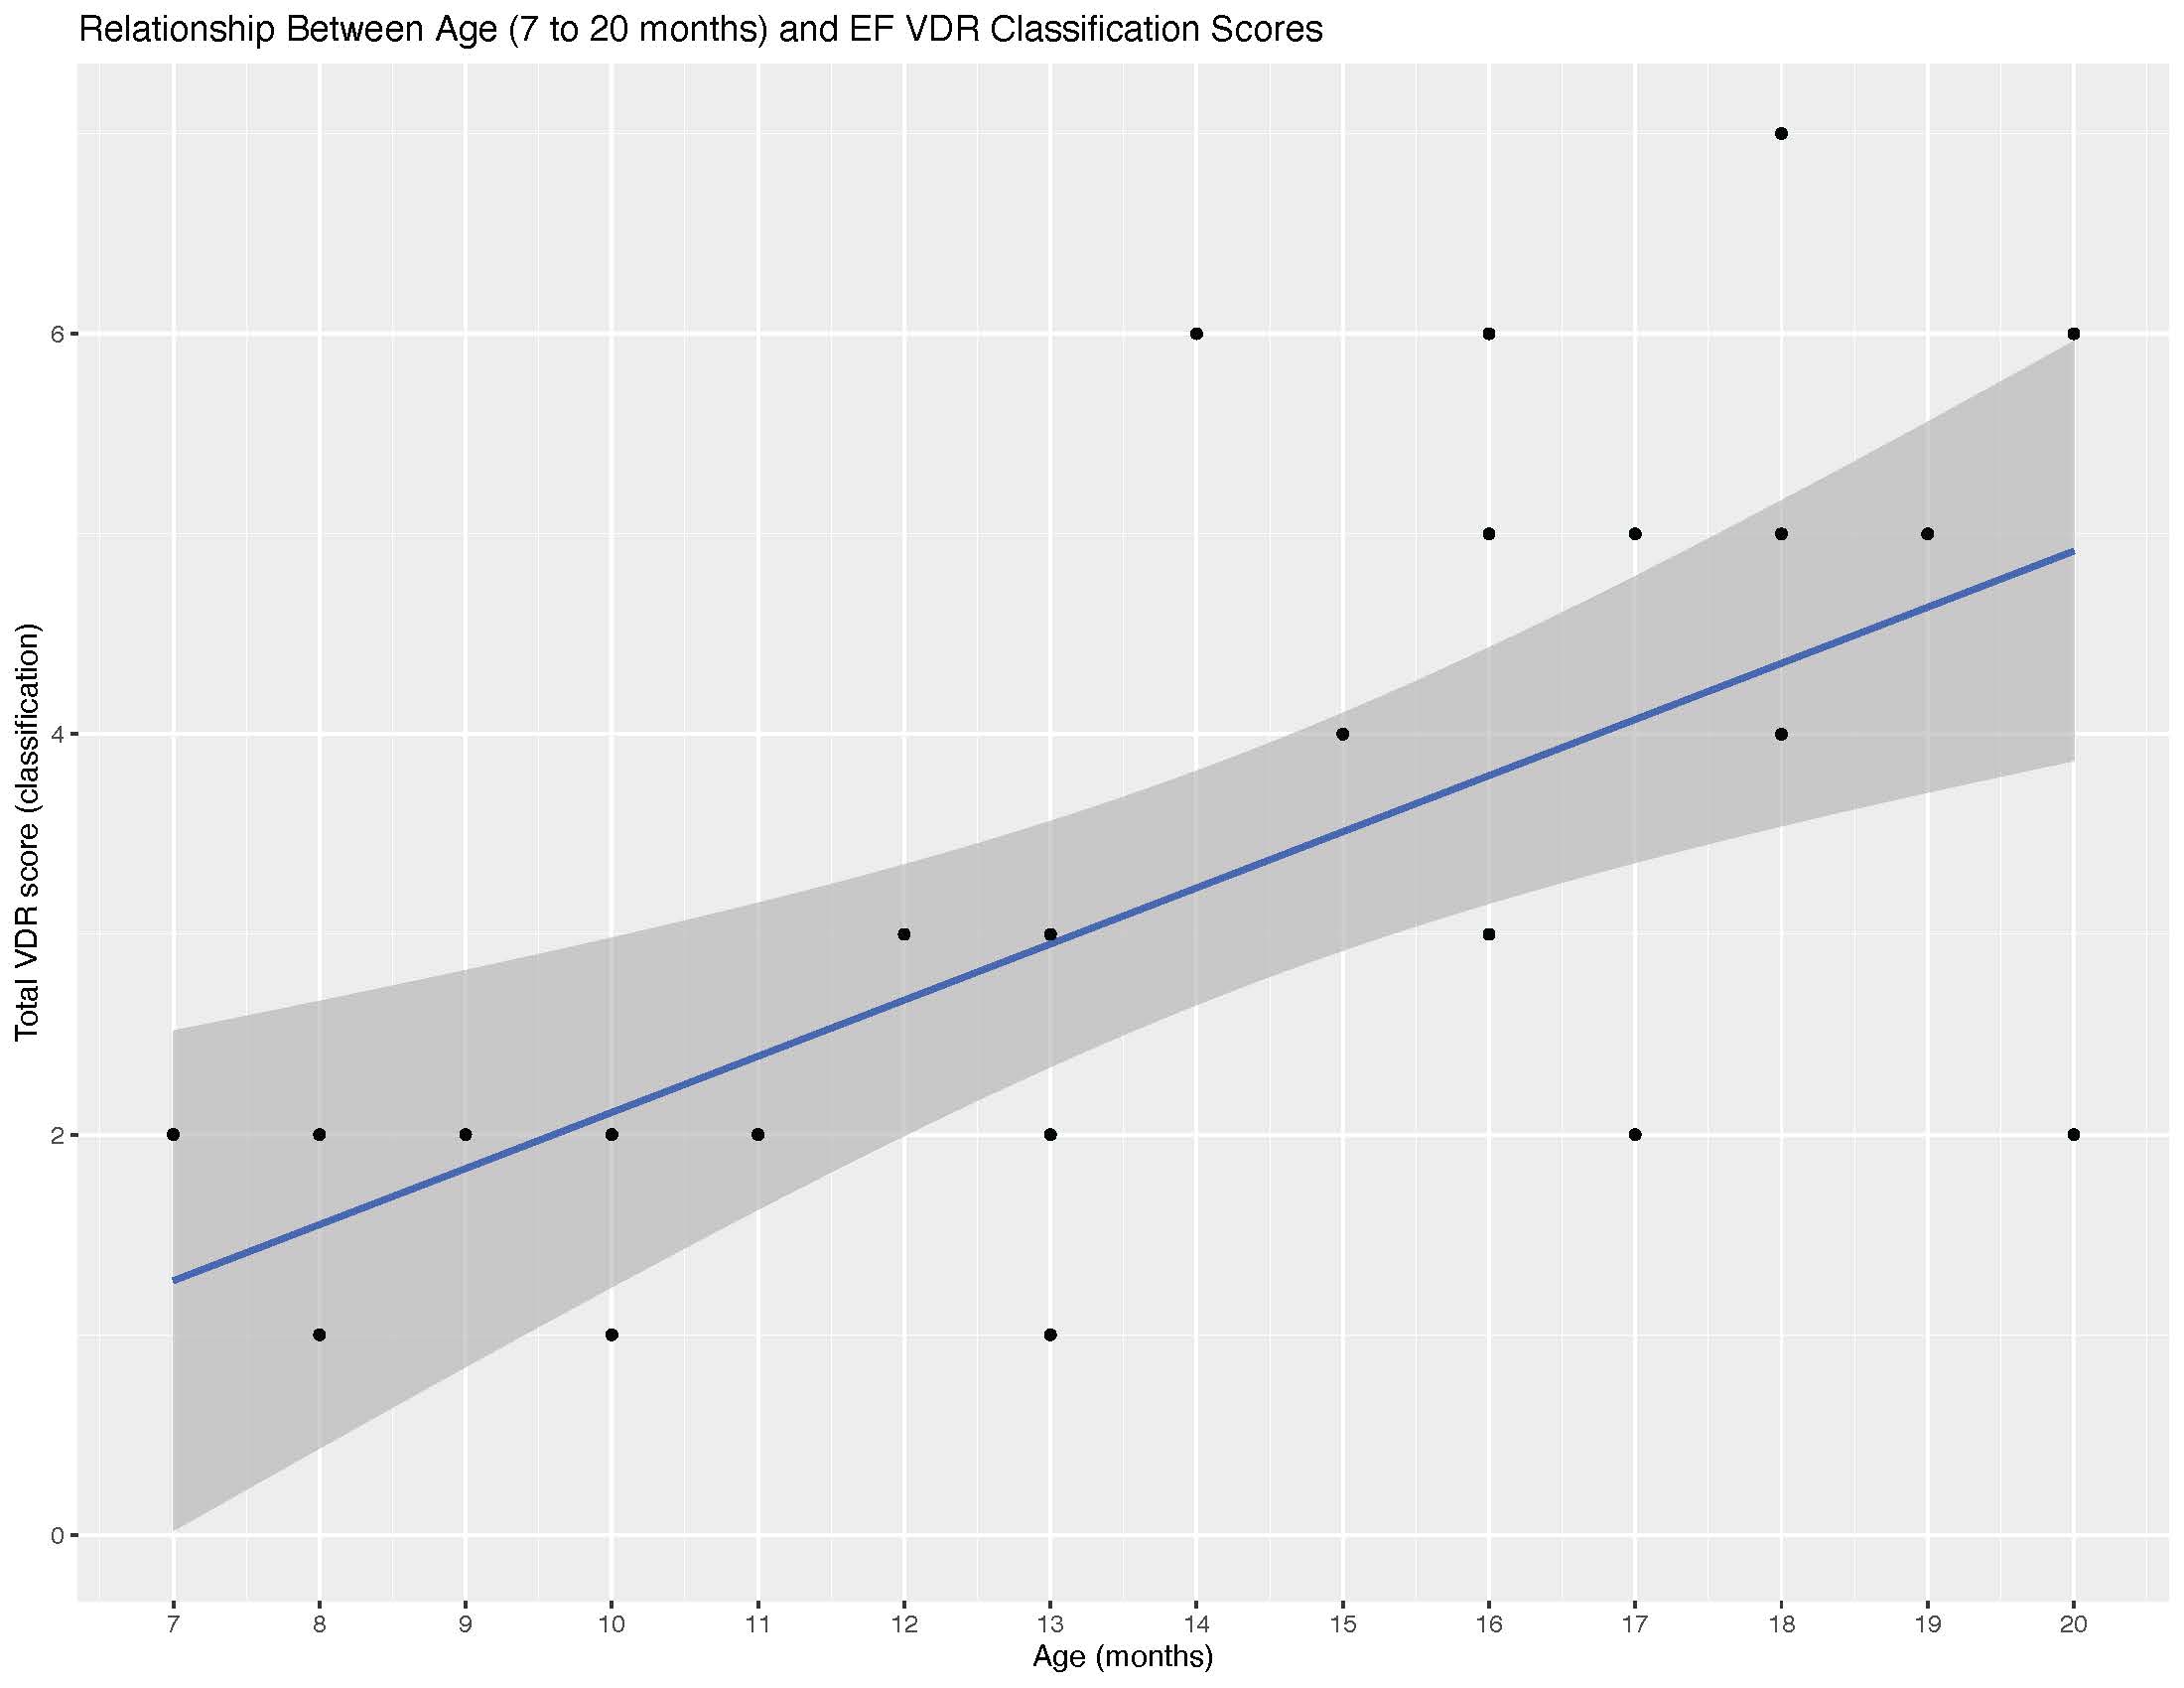 Relationship Between Age (7 to 20 months) and EF VDR Classification Scores
Total VDR score (classification)
6
4
2
0
7 8 9 10 11 12 13 14 15 16 17 18 19 20
Age (months)